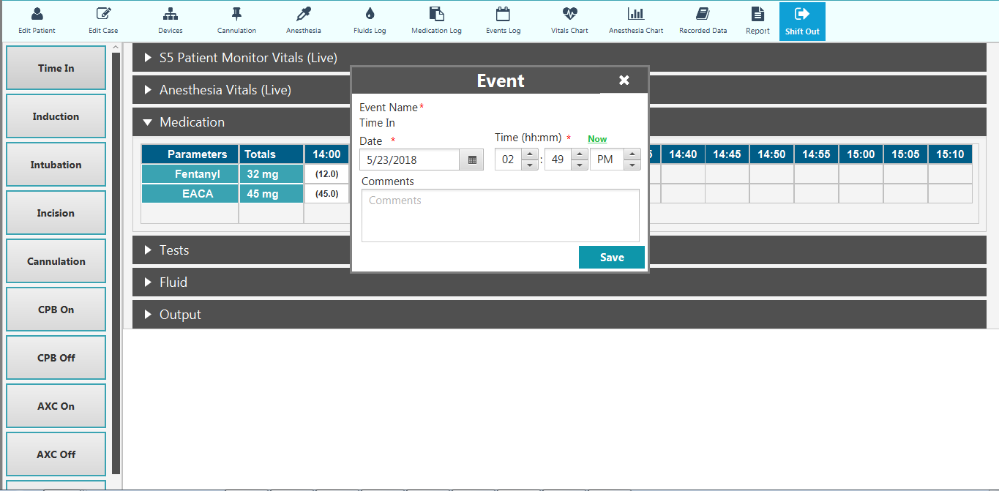 Edit Patient
Edit Case
Devices
Cannulation
Anesthesia
Fluids Log
Medication Log
Events Log
Vitals Chart
Anesthesia Chart
Recorded Data
Report
Shift Out
Time In
Induction
Intubation
Incision
Cannulation
CPB On
CPB Off
AXC On
AXC Off
S5 Patient Monitor Vitals (Live)
Anesthesia Vitals (Live)
Medication
Parameters Totals 14:00 5 14:40 14:45 14:50 14:55 15:00 15:05 15:10
Fentanyl 32 mg (12.0)
EACA 45 mg (45.0)
Tests
Fluid
Output
Event
Event Name*
Time In
Date * Time (hh:mm) * Now
5/23/2018 02 : 49 PM
Comments
Comments
Save